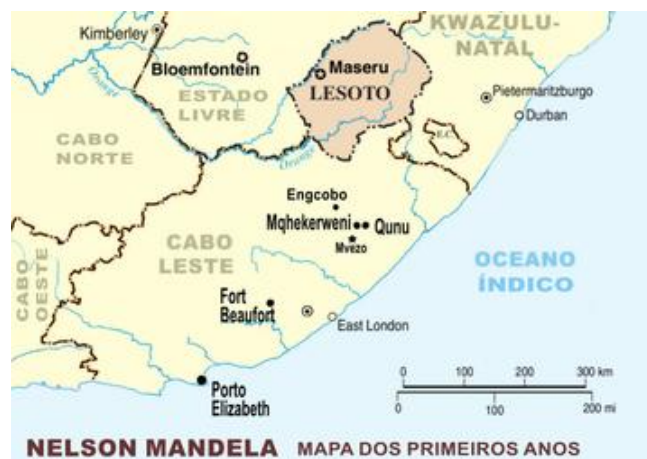 KWAZULU-
NATAL
Kimberley
Bloemfontein
Maseru
LESOTO
Orange
ESTADO
LIVRE
Pietermaritzburgo
Durban
E.C.
CABO
NORTE
Orange
Engcobo
Mqhekerweni
Qunu
Mvezo
CABO
LESTE
OCEANO
ÍNDICO
CABO
OESTE
Fort
Beaufort
East London
Porto
Elizabeth
0 100 200 300 km
0 100 200 mi
NELSON MANDELA MAPA DOS PRIMEIROS ANOS